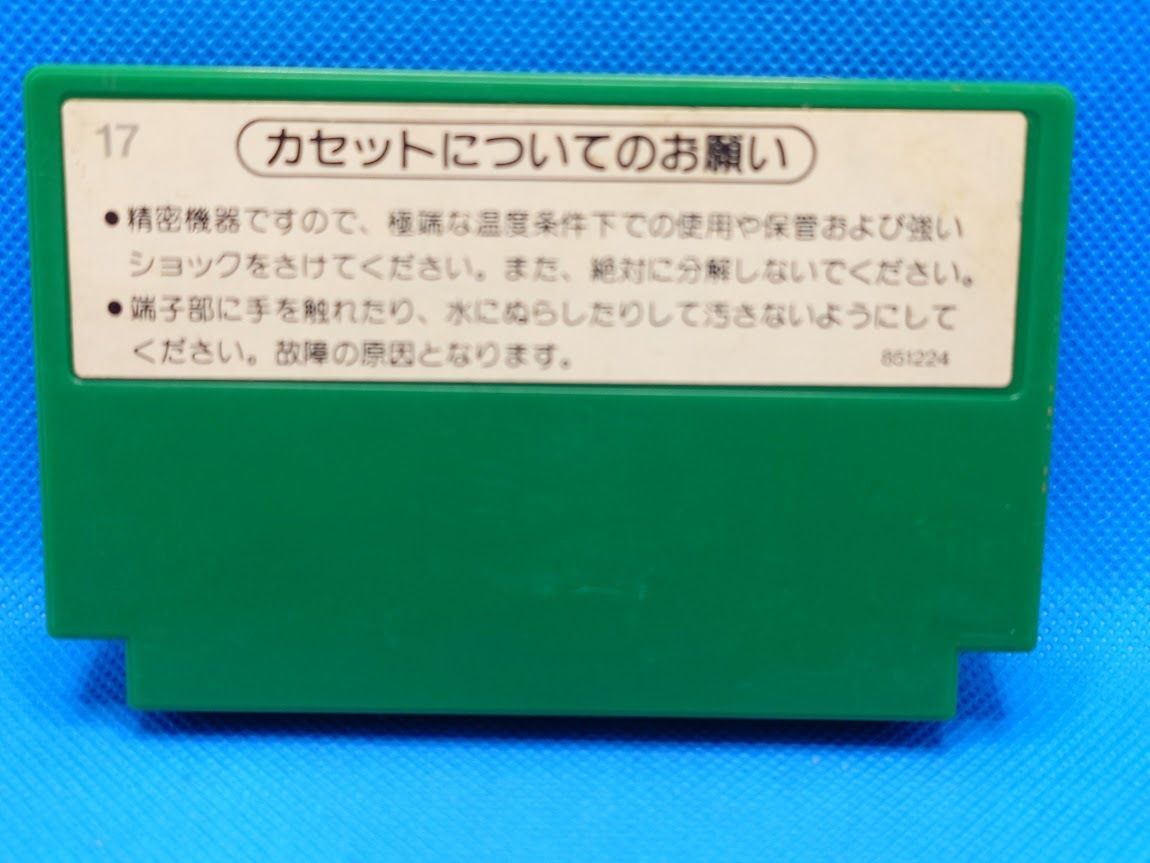 17
カセットについてのお願い
●精密機器ですので、極端な温度条件下での使用や保管および強い
ショックをさけてください。また、絶対に分解しないでください。
●端子部に手を触れたり、水にぬらしたりして汚さないようにして
ください。故障の原因となります。
851224